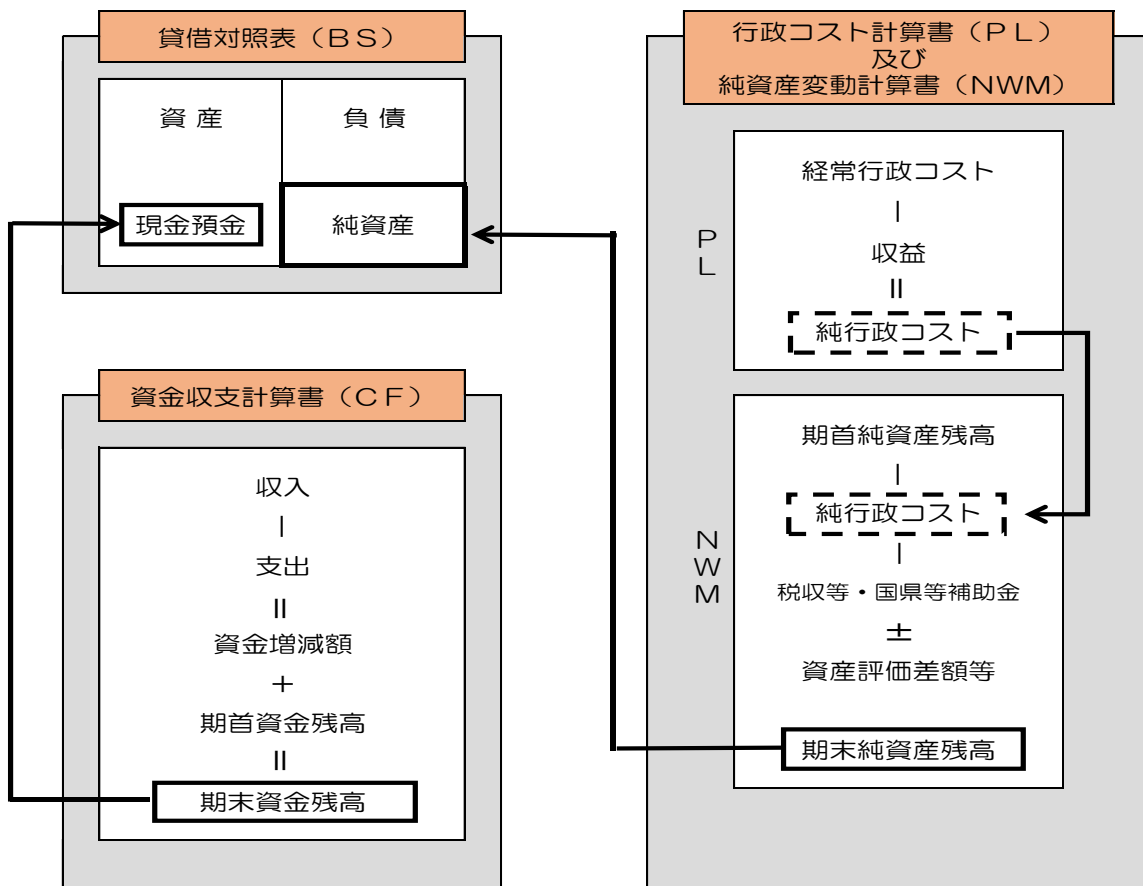 貸借対照表（ＢＳ）
資 産
負 債
現金預金
純資産
資金収支計算書（ＣＦ）
収入
－
支出
＝
資金増減額
＋
期首資金残高
＝
期末資金残高
行政コスト計算書（ＰＬ）
及び
純資産変動計算書（NWM）
ＰＬ
経常行政コスト
－
収益
＝
純行政コスト
ＮＷＭ
期首純資産残高
－
純行政コスト
－
税収等・国県等補助金
±
資産評価差額等
期末純資産残高